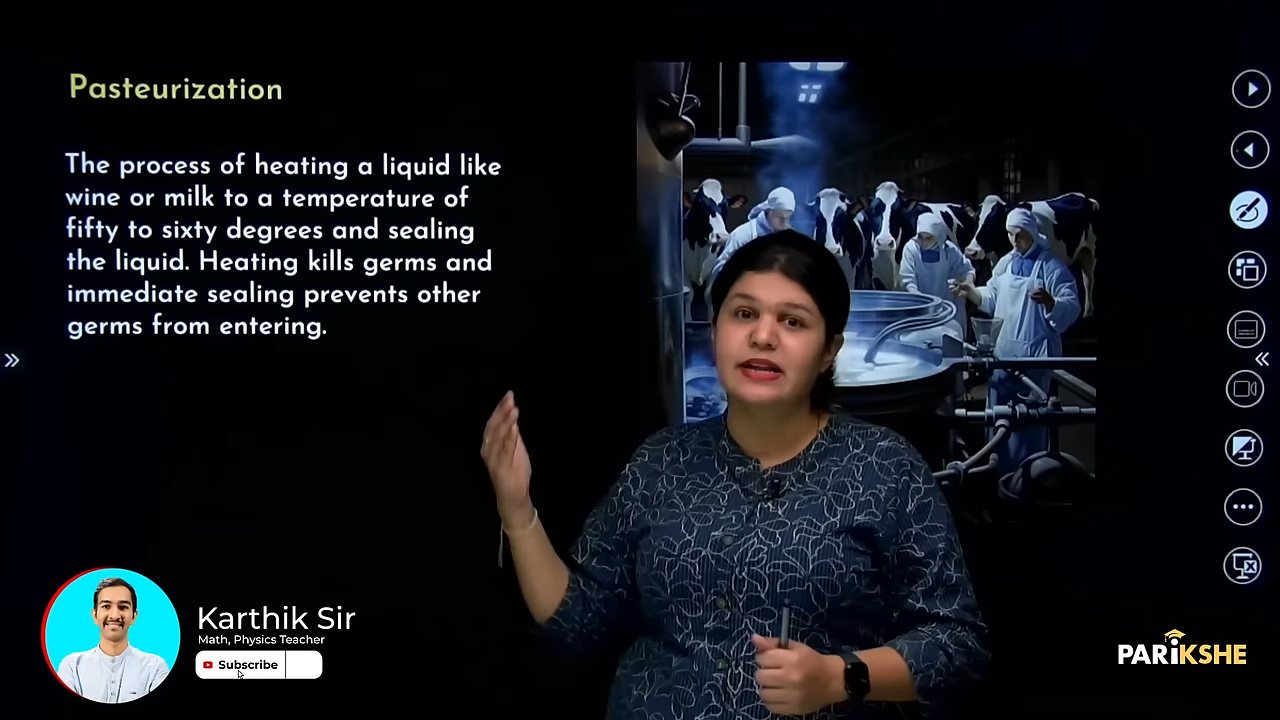 Pasteurization
The process of heating a liquid like
wine or milk to a temperature of
fifty to sixty degrees and sealing
the liquid. Heating kills germs and
immediate sealing prevents other
germs from entering.
Karthik Sir
Math, Physics Teacher
Subscribe
PARIKSHE